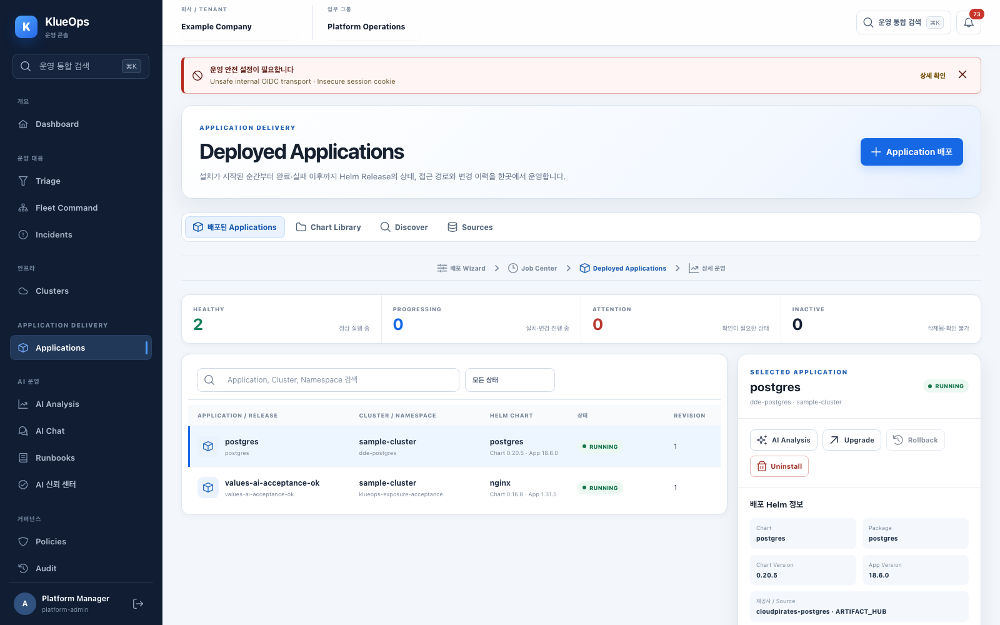 K
KlueOps
운영 콘솔
운영 통합 검색 ⌘K
개요
Dashboard
운영 대응
Triage
Fleet Command
Incidents
인프라
Clusters
APPLICATION DELIVERY
Applications
AI 운영
AI Analysis
AI Chat
Runbooks
AI 신뢰 센터
거버넌스
Policies
Audit
A
Platform Manager
platform-admin
회사 / TENANT
Example Company
업무 그룹
Platform Operations
운영 통합 검색 ⌘K
73
운영 안전 설정이 필요합니다
Unsafe internal OIDC transport · Insecure session cookie
상세 확인
APPLICATION DELIVERY
Deployed Applications
설치가 시작된 순간부터 완료·실패 이후까지 Helm Release의 상태, 접근 경로와 변경 이력을 한곳에서 운영합니다.
Application 배포
배포된 Applications
Chart Library
Discover
Sources
배포 Wizard
Job Center
Deployed Applications
상세 운영
HEALTHY
2
정상 실행 중
PROGRESSING
0
설치·변경 진행 중
ATTENTION
0
확인이 필요한 상태
INACTIVE
0
삭제됨·확인 불가
Application, Cluster, Namespace 검색
모든 상태
APPLICATION / RELEASE CLUSTER / NAMESPACE HELM CHART 상태 REVISION
postgres sample-cluster postgres RUNNING 1
postgres dde-postgres Chart 0.20.5 · App 18.6.0
values-ai-acceptance-ok sample-cluster nginx RUNNING 1
values-ai-acceptance-ok klueops-exposure-acceptance Chart 0.16.8 · App 1.31.5
SELECTED APPLICATION
postgres
RUNNING
dde-postgres · sample-cluster
AI Analysis
Upgrade
Rollback
Uninstall
배포 Helm 정보
Chart
postgres
Package
postgres
Chart Version
0.20.5
App Version
18.6.0
제공사 / Source
cloudpirates-postgres · ARTIFACT_HUB